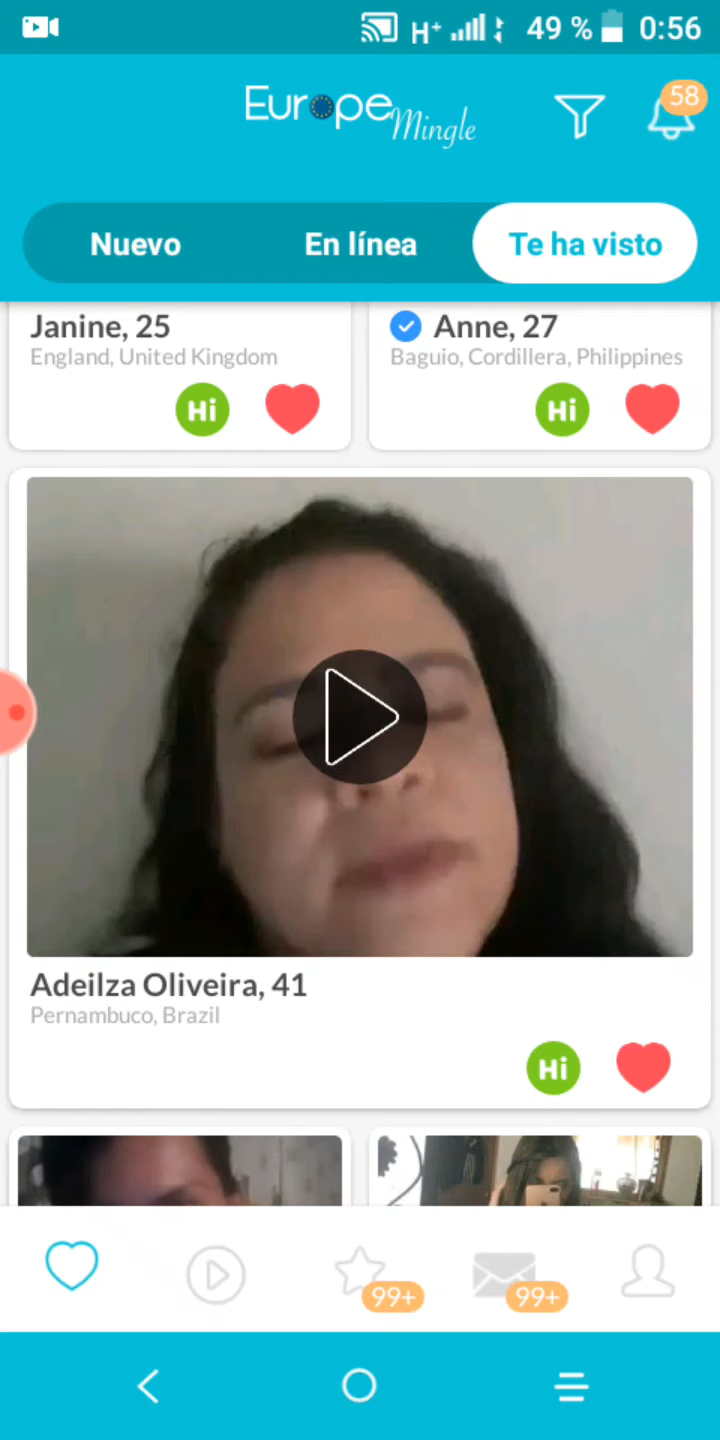 H+ 49 % 0:56
Europe Mingle
58
Nuevo En línea Te ha visto
Janine, 25
England, United Kingdom
Hi
Anne, 27
Baguio, Cordillera, Philippines
Hi
Adeilza Oliveira, 41
Pernambuco, Brazil
Hi
99+ 99+